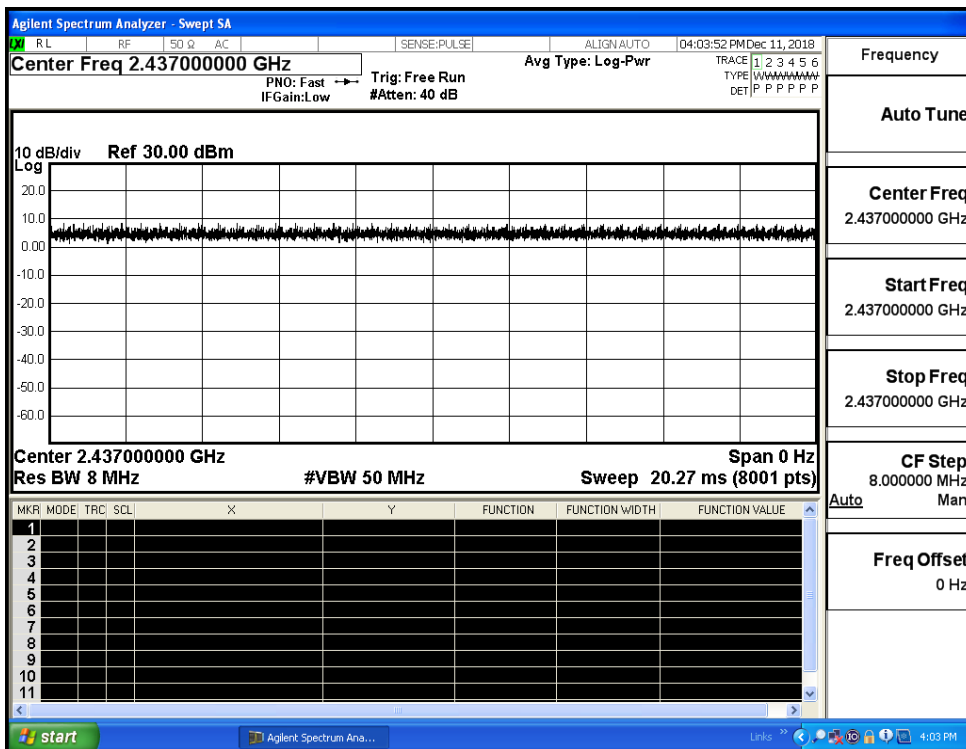 Agilent Spectrum Analyzer - Swept SA
LXI RL RF 50 Ω AC SENSE:PULSE ALIGN AUTO 04:03:52 PM Dec 11, 2018
Center Freq 2.437000000 GHz
PNO: Fast
IFGain:Low
Trig: Free Run
#Atten: 40 dB
Avg Type: Log-Pwr
TRACE 1 2 3 4 5 6
TYPE WWWWWW
DET P P P P P P
10 dB/div Ref 30.00 dBm
Log
20.0
10.0
0.00
-10.0
-20.0
-30.0
-40.0
-50.0
-60.0
Center 2.437000000 GHz Span 0 Hz
Res BW 8 MHz #VBW 50 MHz Sweep 20.27 ms (8001 pts)
MKR MODE TRC SCL X Y FUNCTION FUNCTION WIDTH FUNCTION VALUE
1
2
3
4
5
6
7
8
9
10
11
Frequency
Auto Tune
Center Freq
2.437000000 GHz
Start Freq
2.437000000 GHz
Stop Freq
2.437000000 GHz
CF Step
8.000000 MHz
Auto Man
Freq Offset
0 Hz
start Agilent Spectrum Ana... Links » 4:03 PM